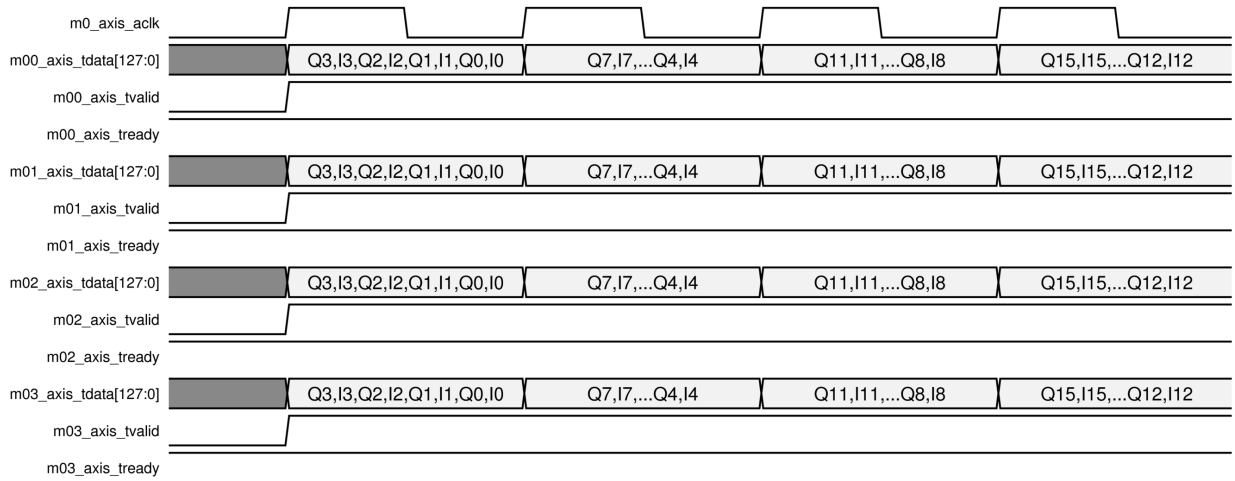 m0_axis_aclk
m00_axis_tdata[127:0] Q3,I3,Q2,I2,Q1,I1,Q0,I0 Q7,I7,...Q4,I4 Q11,I11,...Q8,I8 Q15,I15,...Q12,I12
m00_axis_tvalid
m00_axis_tready
m01_axis_tdata[127:0] Q3,I3,Q2,I2,Q1,I1,Q0,I0 Q7,I7,...Q4,I4 Q11,I11,...Q8,I8 Q15,I15,...Q12,I12
m01_axis_tvalid
m01_axis_tready
m02_axis_tdata[127:0] Q3,I3,Q2,I2,Q1,I1,Q0,I0 Q7,I7,...Q4,I4 Q11,I11,...Q8,I8 Q15,I15,...Q12,I12
m02_axis_tvalid
m02_axis_tready
m03_axis_tdata[127:0] Q3,I3,Q2,I2,Q1,I1,Q0,I0 Q7,I7,...Q4,I4 Q11,I11,...Q8,I8 Q15,I15,...Q12,I12
m03_axis_tvalid
m03_axis_tready